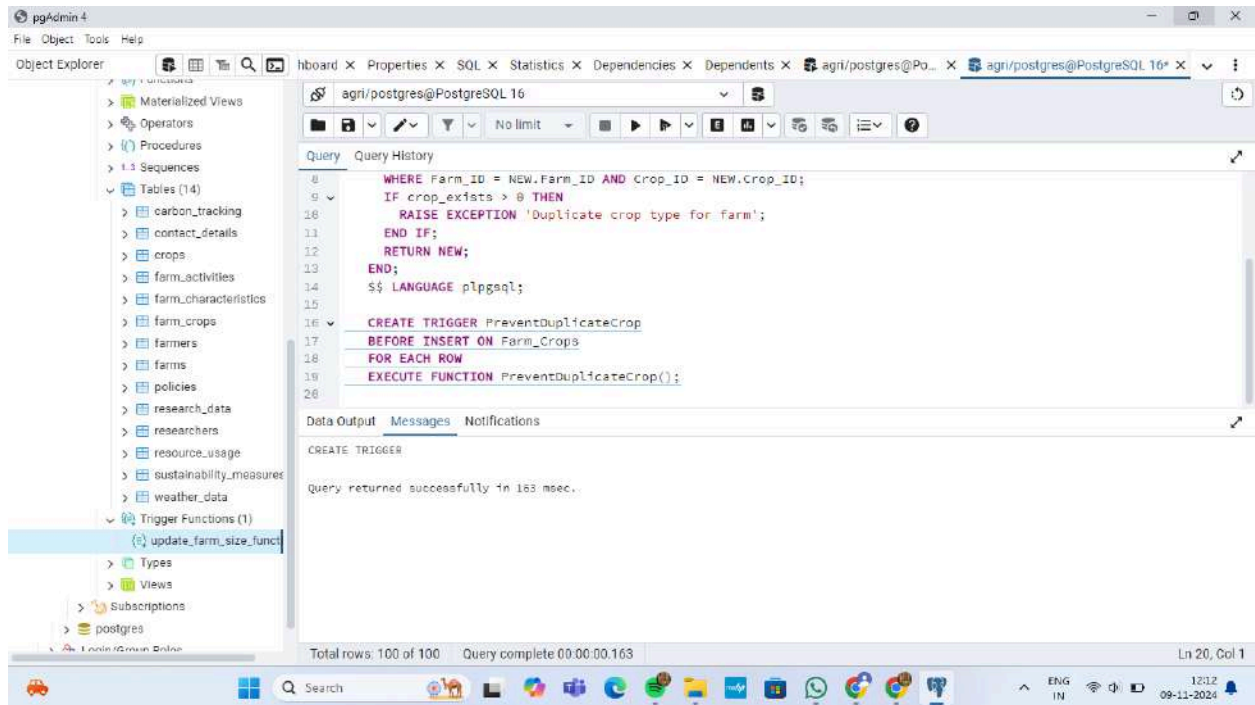 pgAdmin 4
File Object Tools Help
Object Explorer
hboard Properties SQL Statistics Dependencies Dependents agri/postgres@Po... agri/postgres@PostgreSQL 16*
agri/postgres@PostgreSQL 16
No limit
Query Query History
8 WHERE Farm_ID = NEW.Farm_ID AND Crop_ID = NEW.Crop_ID;
9 IF crop_exists > 0 THEN
10 RAISE EXCEPTION 'Duplicate crop type for farm';
11 END IF;
12 RETURN NEW;
13 END;
14 $$ LANGUAGE plpgsql;
15
16 CREATE TRIGGER PreventDuplicateCrop
17 BEFORE INSERT ON Farm_Crops
18 FOR EACH ROW
19 EXECUTE FUNCTION PreventDuplicateCrop();
20
Data Output Messages Notifications
CREATE TRIGGER
Query returned successfully in 163 msec.
Total rows: 100 of 100 Query complete 00:00:00.163 Ln 20, Col 1
Functions
Materialized Views
Operators
Procedures
1..3 Sequences
Tables (14)
carbon_tracking
contact_details
crops
farm_activities
farm_characteristics
farm_crops
farmers
farms
policies
research_data
researchers
resource_usage
sustainability_measures
weather_data
Trigger Functions (1)
update_farm_size_funct
Types
Views
Subscriptions
postgres
Login/Group Roles
Search
ENG
IN
12:12
09-11-2024